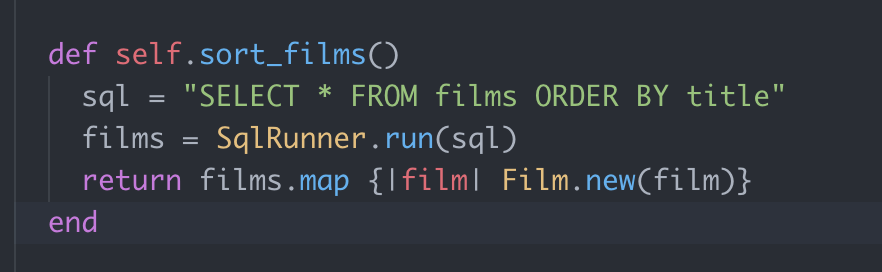 def self.sort_films()
sql = "SELECT * FROM films ORDER BY title"
films = SqlRunner.run(sql)
return films.map {|film| Film.new(film)}
end